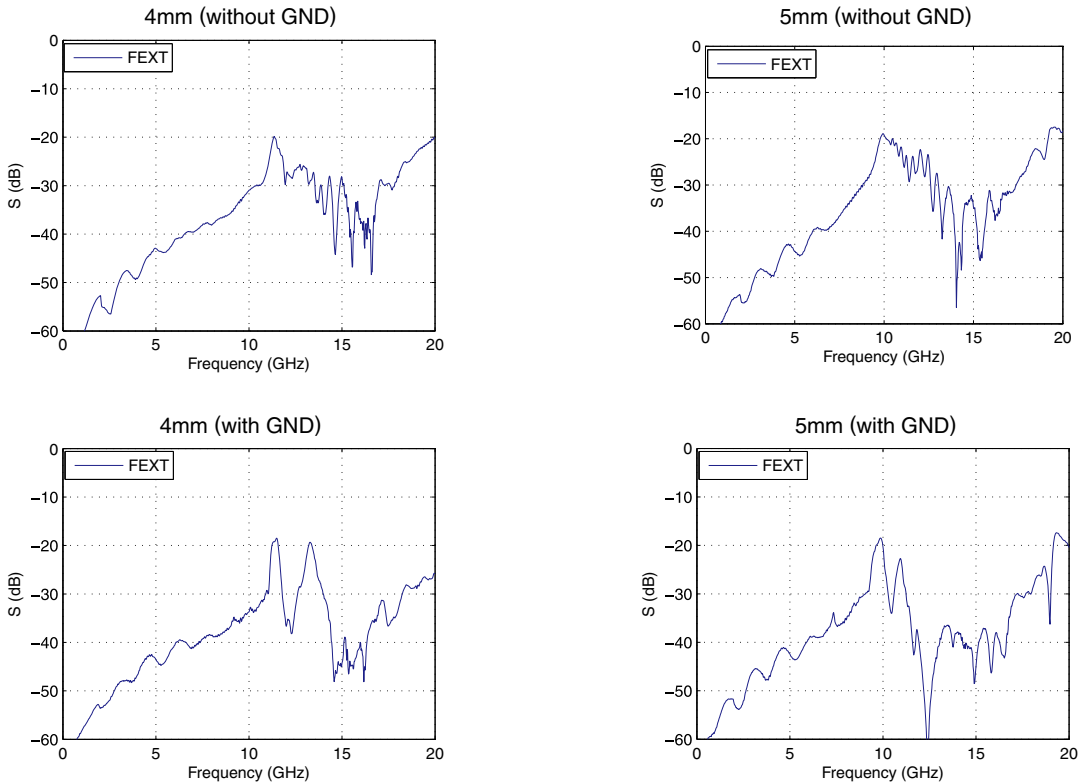 4mm (without GND)
0
−10
−20
−30
−40
−50
−60
S (dB)
FEXT
0 5 10 15 20
Frequency (GHz)
5mm (without GND)
0
−10
−20
−30
−40
−50
−60
S (dB)
FEXT
0 5 10 15 20
Frequency (GHz)
4mm (with GND)
0
−10
−20
−30
−40
−50
−60
S (dB)
FEXT
0 5 10 15 20
Frequency (GHz)
5mm (with GND)
0
−10
−20
−30
−40
−50
−60
S (dB)
FEXT
0 5 10 15 20
Frequency (GHz)